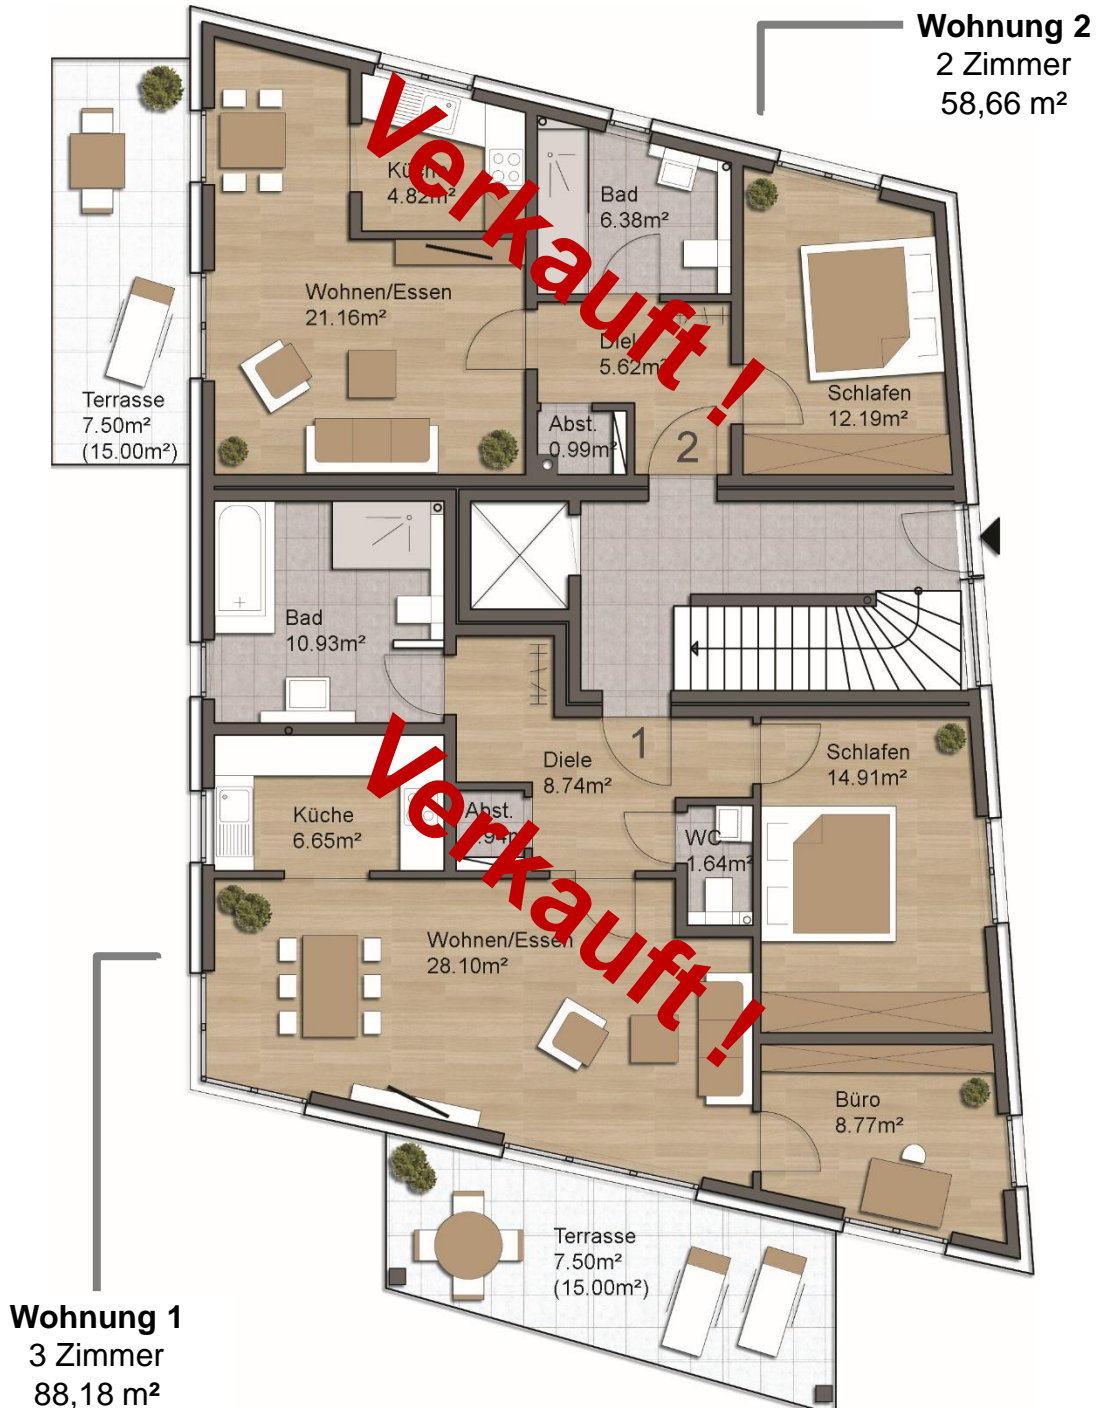 Wohnung 2
2 Zimmer
58,66 m²
Verkauft !
Küche
4.82m²
Bad
6.38m²
Wohnen/Essen
21.16m²
Diele
5.62m²
Schlafen
12.19m²
Terrasse
7.50m²
(15.00m²)
Abst.
0.99m²
2
Bad
10.93m²
1
Diele
8.74m²
Schlafen
14.91m²
Verkauft !
Küche
6.65m²
Abst.
WC
1.64m²
Wohnen/Essen
28.10m²
Büro
8.77m²
Terrasse
7.50m²
(15.00m²)
Wohnung 1
3 Zimmer
88,18 m²